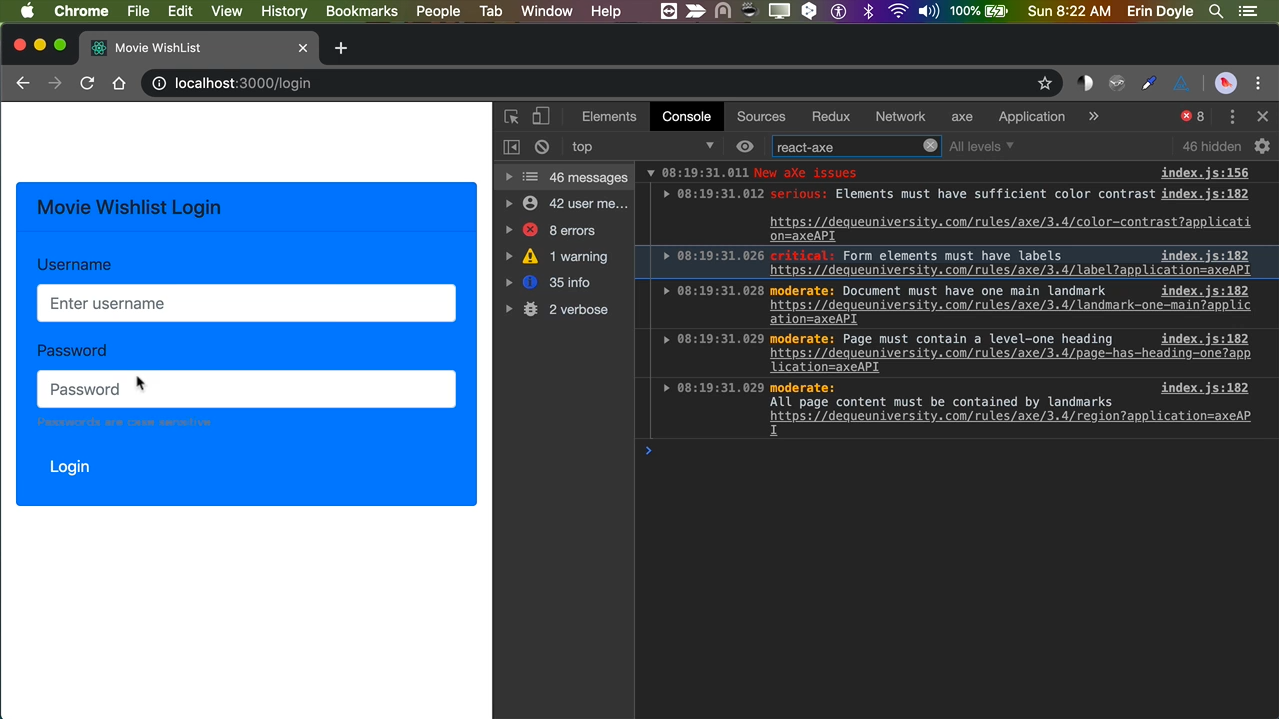 Chrome File Edit View History Bookmarks People Tab Window Help 100% Sun 8:22 AM Erin Doyle
Movie WishList
localhost:3000/login
Elements Console Sources Redux Network axe Application » 8
top react-axe All levels 46 hidden
Movie Wishlist Login
Username
Enter username
Password
Password
Passwords are case sensitive
Login
46 messages
42 user me...
8 errors
1 warning
35 info
2 verbose
08:19:31.011 New aXe issues index.js:156
08:19:31.012 serious: Elements must have sufficient color contrast index.js:182
https://dequeuniversity.com/rules/axe/3.4/color-contrast?applicati
on=axeAPI
08:19:31.026 critical: Form elements must have labels index.js:182
https://dequeuniversity.com/rules/axe/3.4/label?application=axeAPI
08:19:31.028 moderate: Document must have one main landmark index.js:182
https://dequeuniversity.com/rules/axe/3.4/landmark-one-main?applic
ation=axeAPI
08:19:31.029 moderate: Page must contain a level-one heading index.js:182
https://dequeuniversity.com/rules/axe/3.4/page-has-heading-one?app
lication=axeAPI
08:19:31.029 moderate: index.js:182
All page content must be contained by landmarks
https://dequeuniversity.com/rules/axe/3.4/region?application=axeAP
I